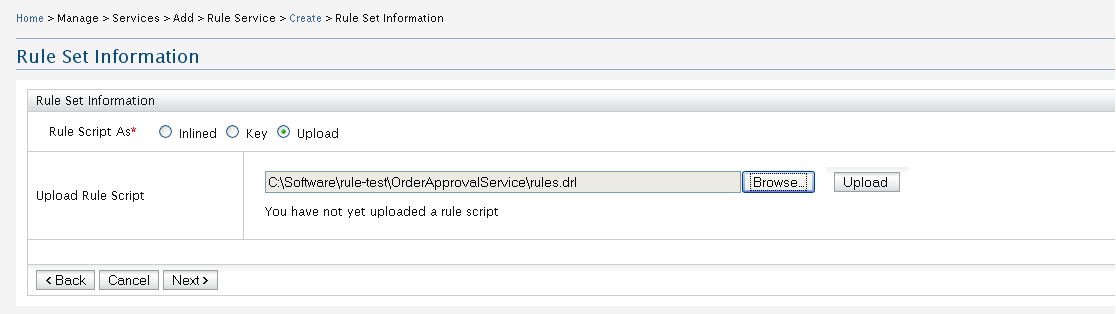 Home > Manage > Services > Add > Rule Service > Create > Rule Set Information
Rule Set Information
Rule Set Information
Rule Script As* Inlined Key Upload
Upload Rule Script
C:\Software\rule-test\OrderApprovalService\rules.drl Browse... Upload
You have not yet uploaded a rule script
< Back Cancel Next >